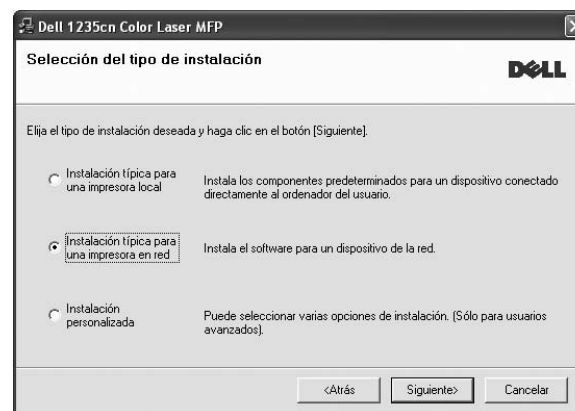 Dell 1235cn Color Laser MFP
Selección del tipo de instalación
DELL
Elija el tipo de instalación deseada y haga clic en el botón [Siguiente].
Instalación típica para
una impresora local
Instala los componentes predeterminados para un dispositivo conectado
directamente al ordenador del usuario.
Instalación típica para
una impresora en red
Instala el software para un dispositivo de la red.
Instalación
personalizada
Puede seleccionar varias opciones de instalación. (Sólo para usuarios
avanzados).
<Atrás
Siguiente>
Cancelar